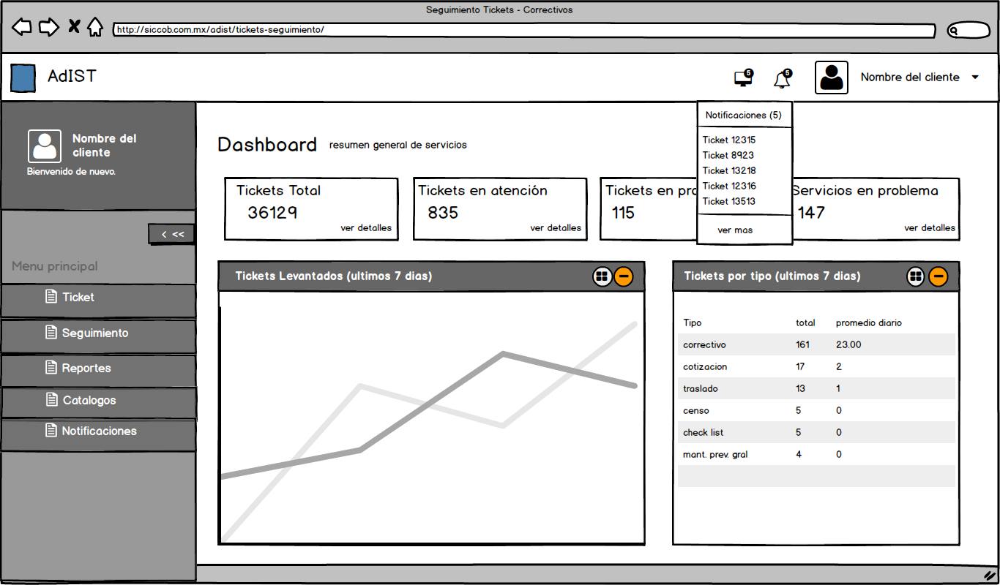 Seguimiento Tickets - Correctivos
http://siccob.com.mx/adist/tickets-seguimiento/
AdIST
5
5
Nombre del cliente
Nombre del
cliente
Bienvenido de nuevo.
< <<
Menu principal
Ticket
Seguimiento
Reportes
Catalogos
Notificaciones
Dashboard
resumen general de servicios
Notificaciones (5)
Ticket 12315
Ticket 8923
Ticket 13218
Ticket 12316
Ticket 13513
ver mas
Tickets Total
36129
ver detalles
Tickets en atención
835
ver detalles
Tickets en pro
115
Servicios en problema
147
ver detalles
Tickets Levantados (ultimos 7 dias)
Tickets por tipo (ultimos 7 dias)
Tipo total promedio diario
correctivo 161 23.00
cotizacion 17 2
traslado 13 1
censo 5 0
check list 5 0
mant. prev. gral 4 0